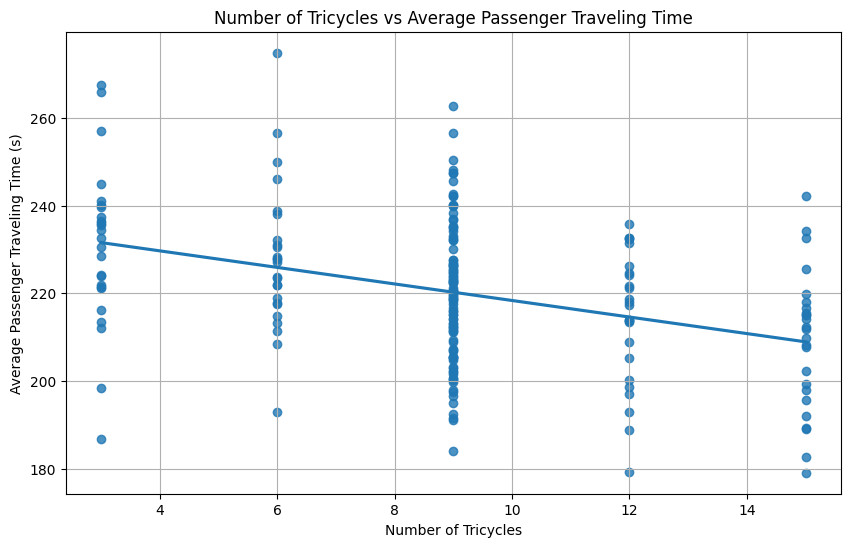 Number of Tricycles vs Average Passenger Traveling Time
Average Passenger Traveling Time (s)
260
240
220
200
180
4 6 8 10 12 14
Number of Tricycles